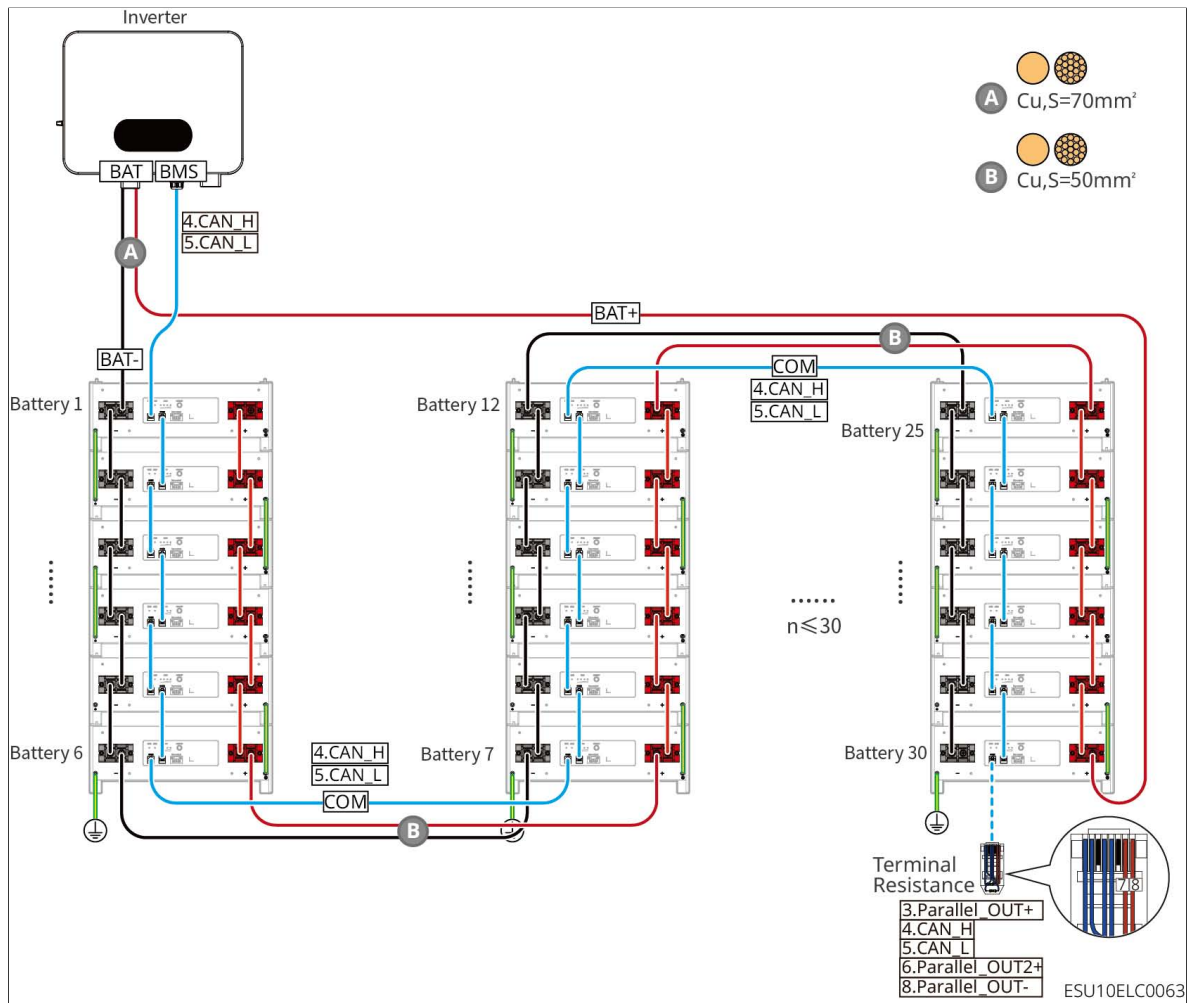 Inverter
BAT
BMS
A
Cu,S=70mm²
B
Cu,S=50mm²
4.CAN_H
5.CAN_L
A
BAT+
BAT-
B
COM
4.CAN_H
5.CAN_L
Battery 1
Battery 12
Battery 25
n≤30
Battery 6
Battery 7
Battery 30
4.CAN_H
5.CAN_L
COM
B
Terminal
Resistance
7 8
3.Parallel_OUT+
4.CAN_H
5.CAN_L
6.Parallel_OUT2+
8.Parallel_OUT-
ESU10ELC0063